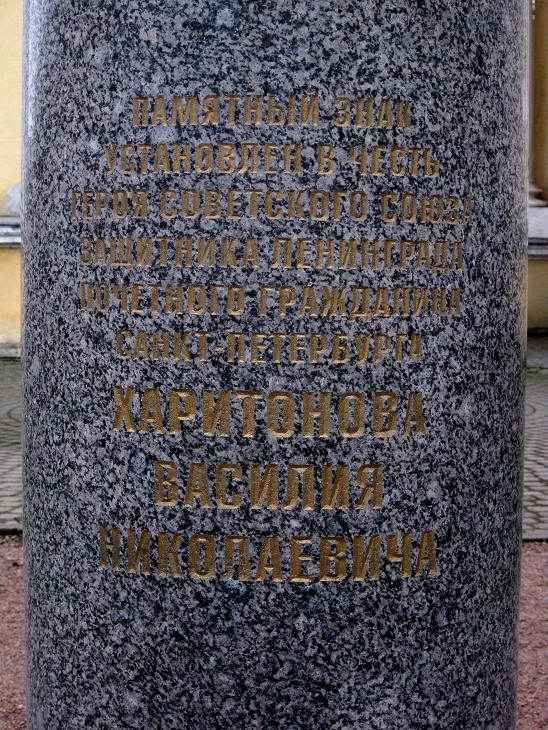 ПАМЯТНЫЙ ЗНАК
УСТАНОВЛЕН В ЧЕСТЬ
ГЕРОЯ СОВЕТСКОГО СОЮЗА
ЗАЩИТНИКА ЛЕНИНГРАДА
ПОЧЕТНОГО ГРАЖДАНИНА
САНКТ-ПЕТЕРБУРГА
ХАРИТОНОВА
ВАСИЛИЯ
НИКОЛАЕВИЧА